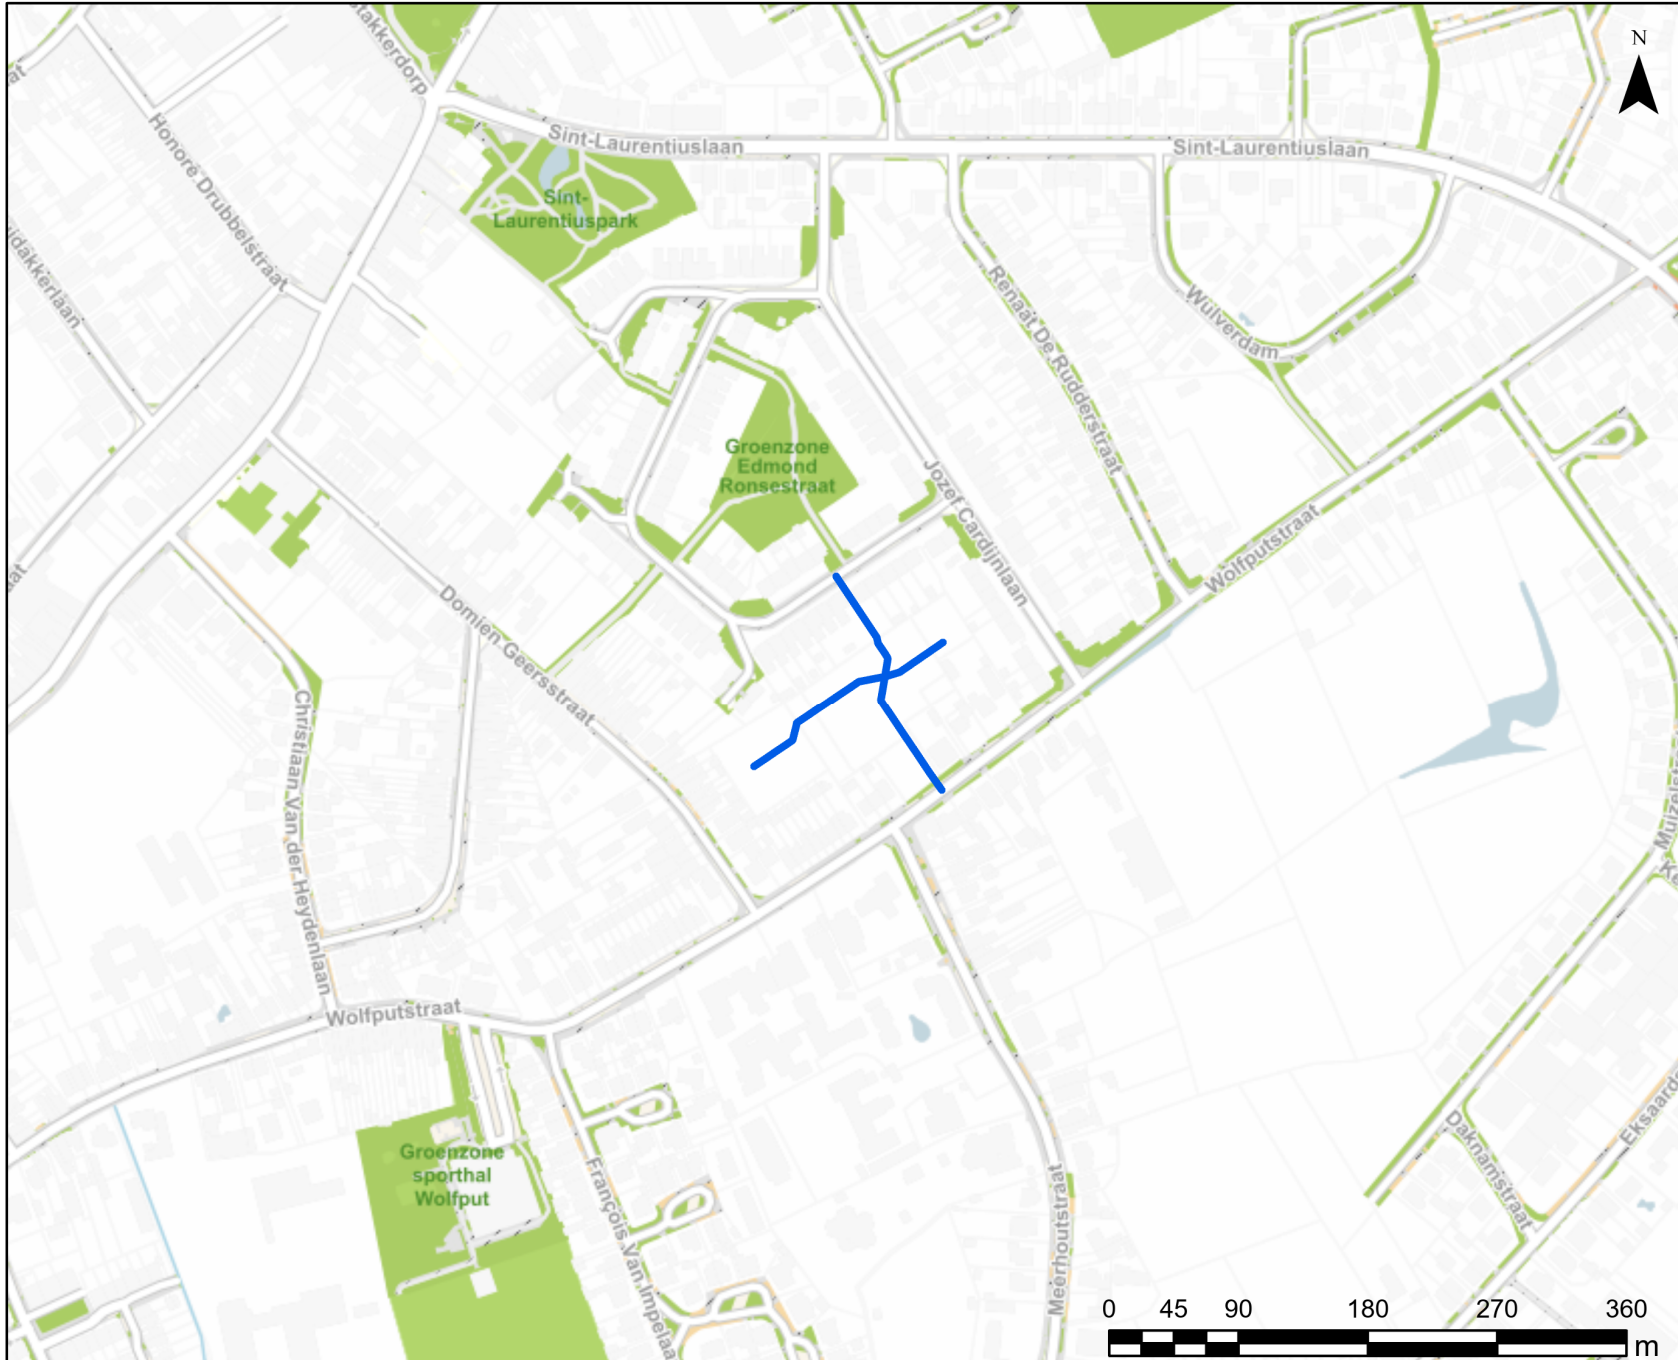 N
Honoré Drubbelstraat
Sint-Laurentiuslaan
Sint-Laurentiuslaan
Sint-
Laurentiuspark
Renaat De Rudderstraat
Wulverdam
Groenzone
Edmond
Ronsestraat
Jozef Cardijnlaan
Wolfputstraat
Domien Geersstraat
Christiaan Van der Heydenlaan
Wolfputstraat
Groenzone
sporthal
Wolfput
François Van Impelaa
Meerhoutstraat
Daknamstraat
Eksaarde
0 45 90 180 270 360
m